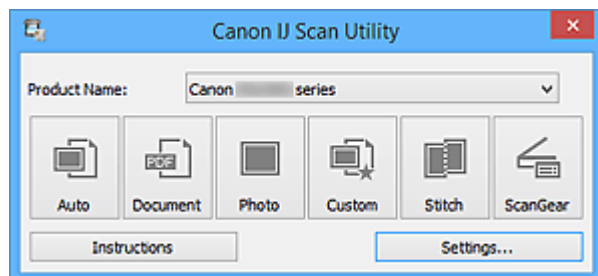 Canon IJ Scan Utility
Product Name: Canon series
PDF
Auto Document Photo Custom Stitch ScanGear
Instructions Settings...